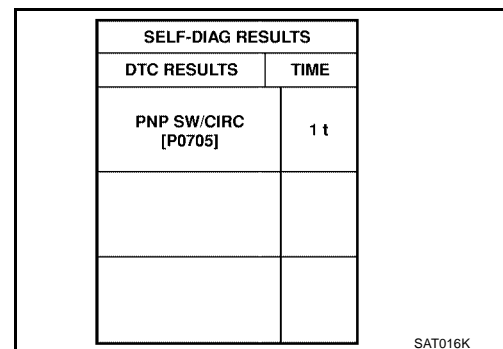 SELF-DIAG RESULTS
DTC RESULTS TIME
PNP SW/CIRC 1 t
[P0705]
SAT016K